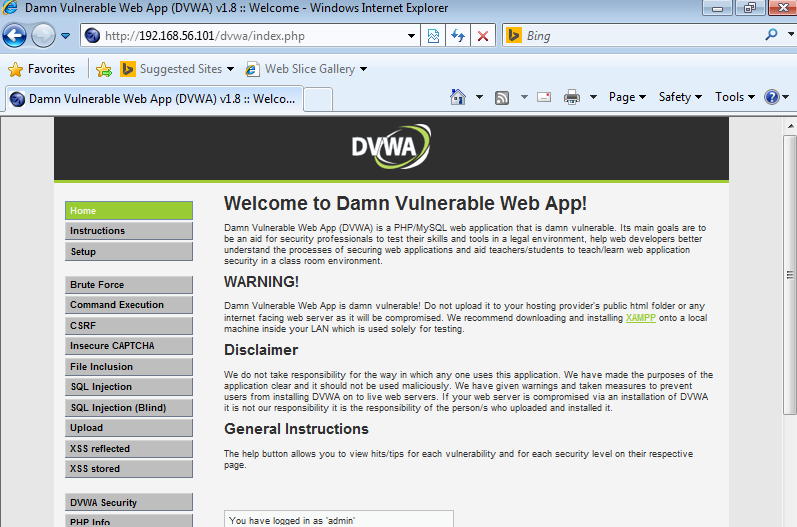 Damn Vulnerable Web App (DVWA) v1.8 :: Welcome - Windows Internet Explorer
http://192.168.56.101/dvwa/index.php
Bing
Favorites
Suggested Sites
Web Slice Gallery
Damn Vulnerable Web App (DVWA) v1.8 :: Welco...
Page
Safety
Tools
DVWA
Home
Instructions
Setup
Brute Force
Command Execution
CSRF
Insecure CAPTCHA
File Inclusion
SQL Injection
SQL Injection (Blind)
Upload
XSS reflected
XSS stored
DVWA Security
PHP Info
Welcome to Damn Vulnerable Web App!
Damn Vulnerable Web App (DVWA) is a PHP/MySQL web application that is damn vulnerable. Its main goals are to
be an aid for security professionals to test their skills and tools in a legal environment, help web developers better
understand the processes of securing web applications and aid teachers/students to teach/learn web application
security in a class room environment.
WARNING!
Damn Vulnerable Web App is damn vulnerable! Do not upload it to your hosting provider's public html folder or any
internet facing web server as it will be compromised. We recommend downloading and installing XAMPP onto a local
machine inside your LAN which is used solely for testing.
Disclaimer
We do not take responsibility for the way in which any one uses this application. We have made the purposes of the
application clear and it should not be used maliciously. We have given warnings and taken measures to prevent
users from installing DVWA on to live web servers. If your web server is compromised via an installation of DVWA
it is not our responsibility it is the responsibility of the person/s who uploaded and installed it.
General Instructions
The help button allows you to view hits/tips for each vulnerability and for each security level on their respective
page.
You have logged in as 'admin'